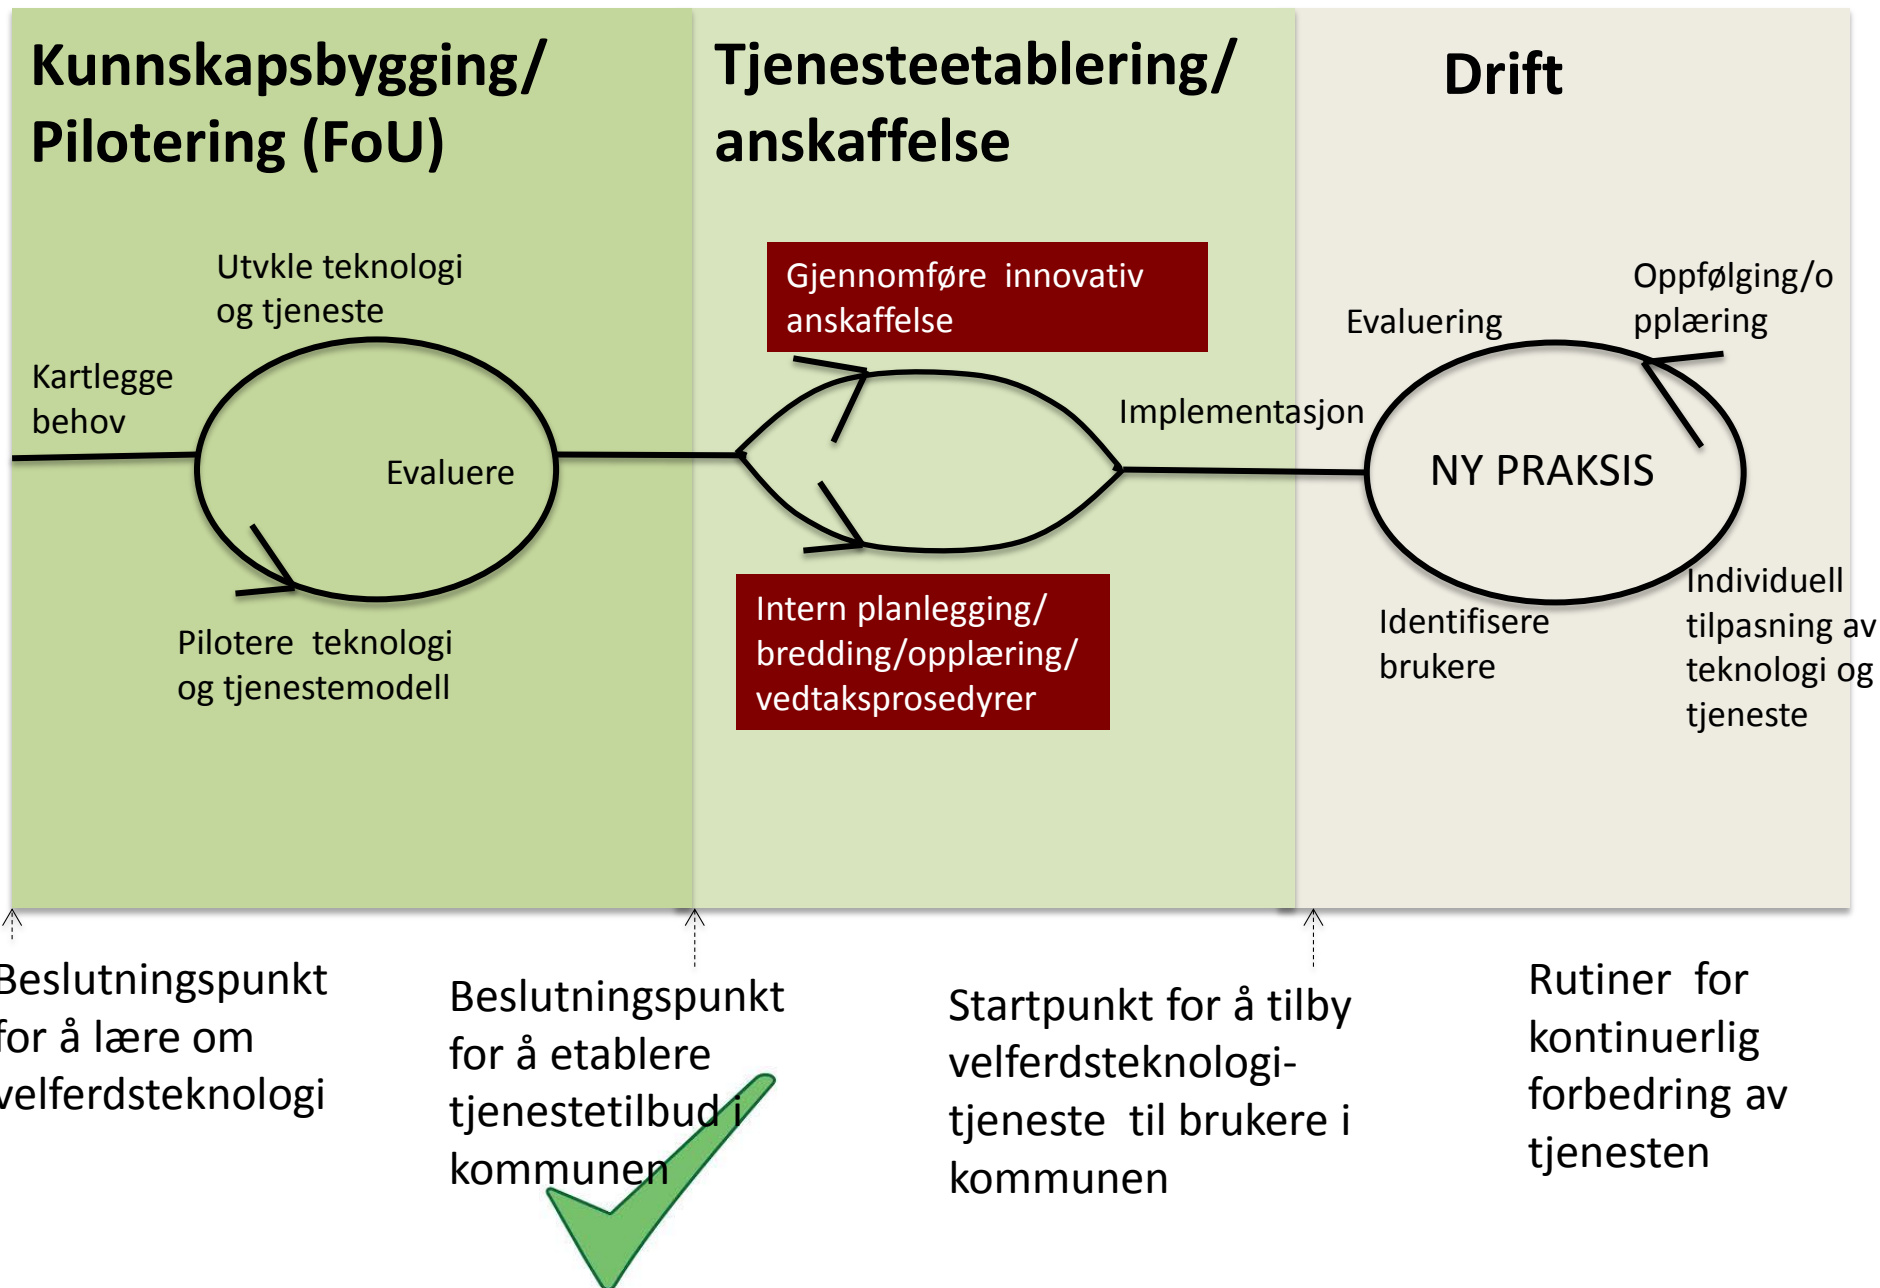 Kunnskapsbygging/
Pilotering (FoU)
Tjenesteetablering/
anskaffelse
Drift
Utvkle teknologi
og tjeneste
Kartlegge
behov
Evaluere
Pilotere teknologi
og tjenestemodell
Gjennomføre innovativ
anskaffelse
Implementasjon
Intern planlegging/
bredding/opplæring/
vedtaksprosedyrer
Evaluering
Oppfølging/o
pplæring
NY PRAKSIS
Identifisere
brukere
Individuell
tilpasning av
teknologi og
tjeneste
Beslutningspunkt
for å lære om
velferdsteknologi
Beslutningspunkt
for å etablere
tjenestetilbud i
kommunen
Startpunkt for å tilby
velferdsteknologi-
tjeneste til brukere i
kommunen
Rutiner for
kontinuerlig
forbedring av
tjenesten